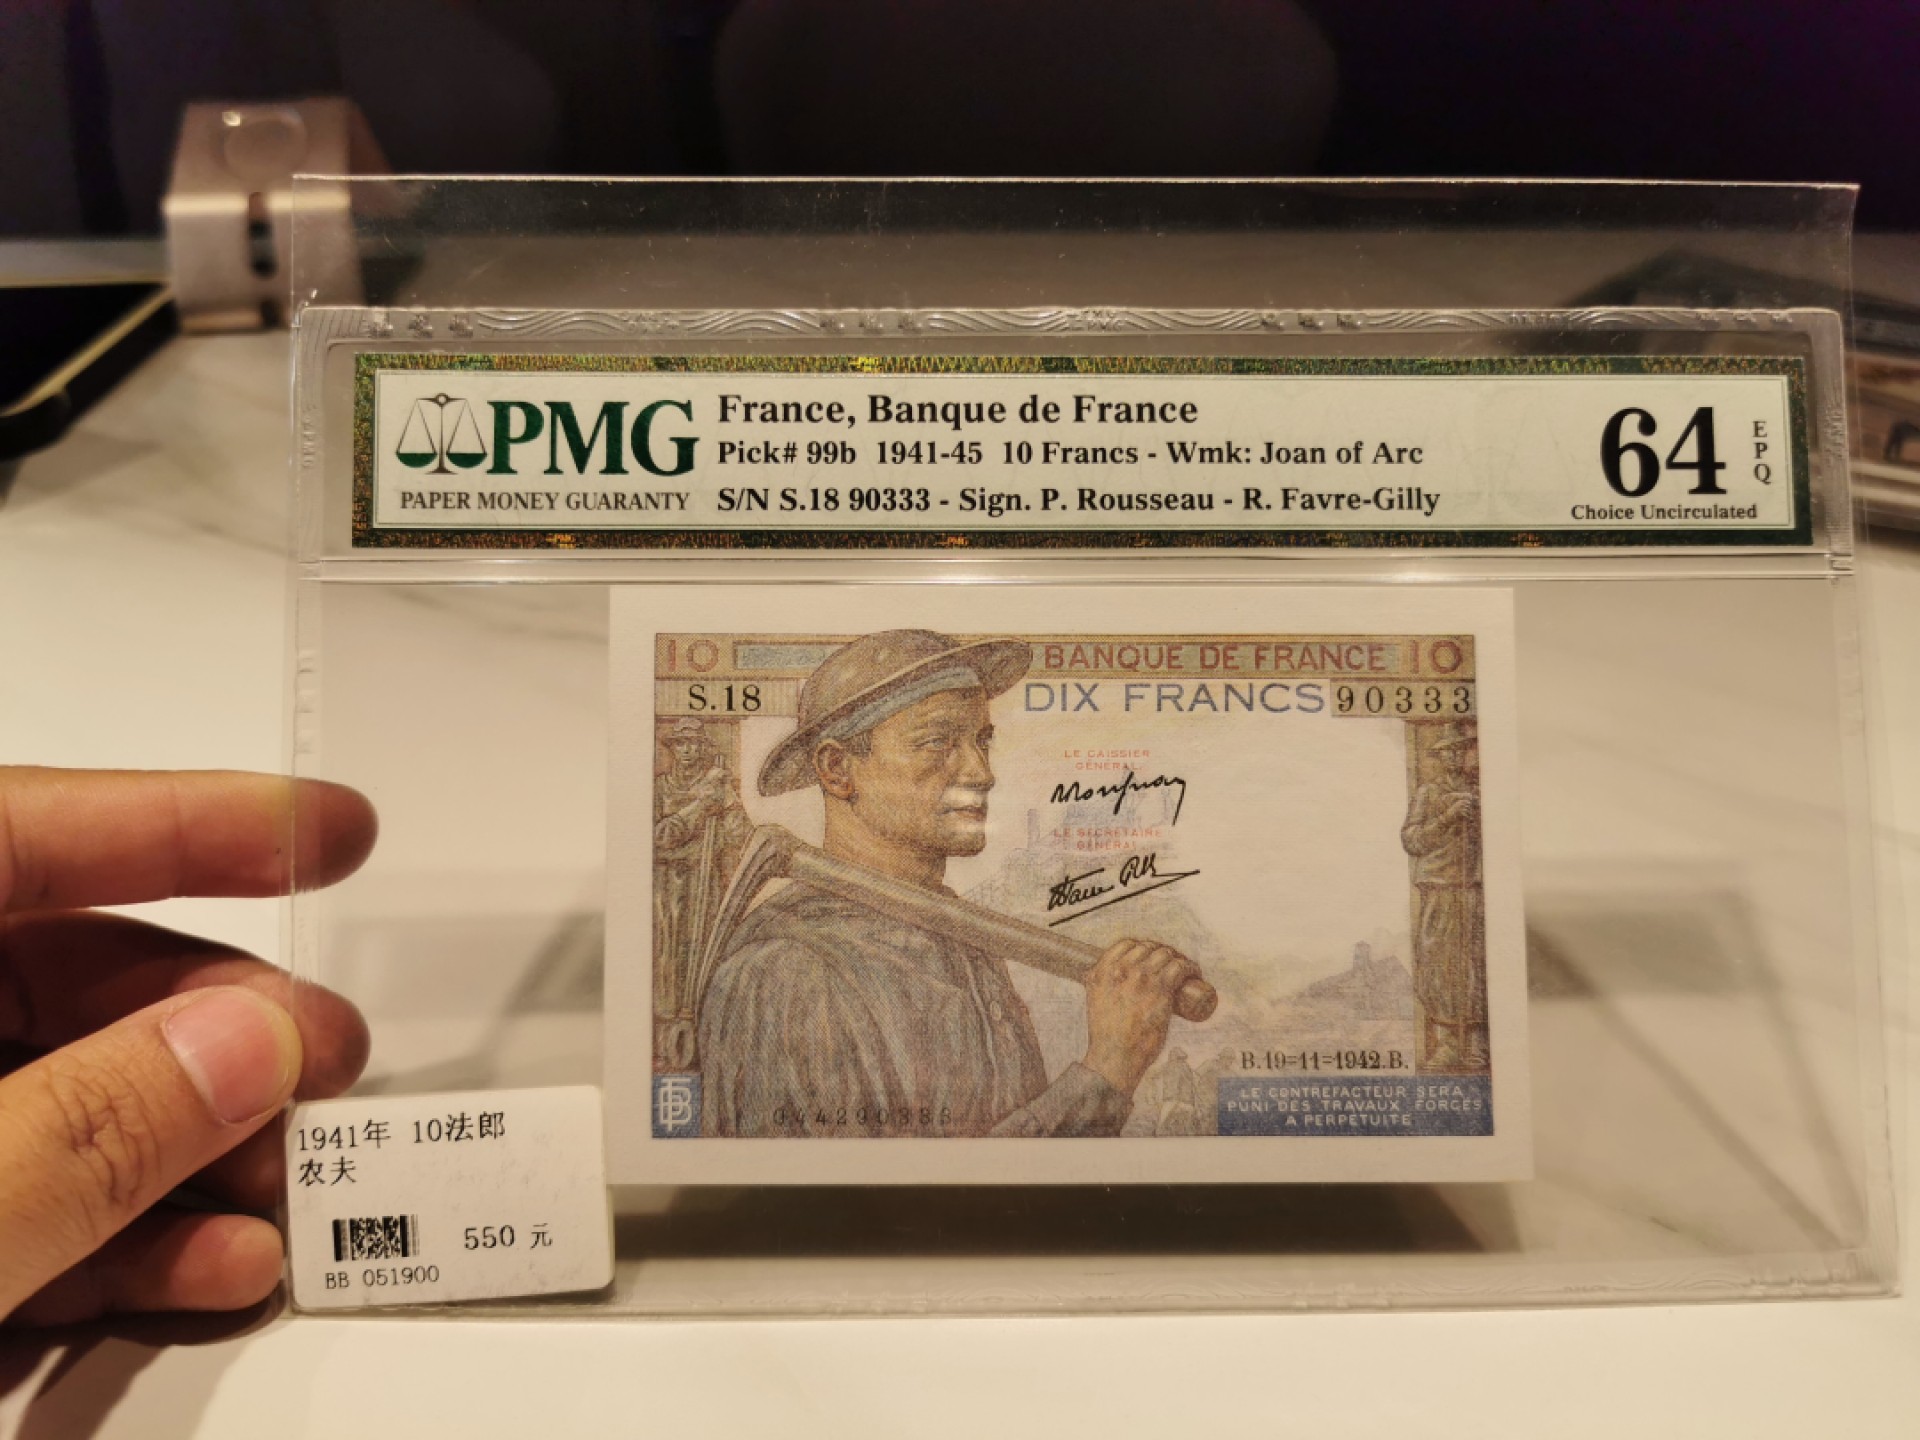 PMG
PAPER MONEY GUARANTY
France, Banque de France
Pick# 99b 1941-45 10 Francs - Wmk: Joan of Arc
S/N S.18 90333 - Sign. P. Rousseau - R. Favre-Gilly
64
EPQ
Choice Uncirculated
10 BANQUE DE FRANCE 10
S.18 DIX FRANCS 90333
LE CAISSIER
GÉNÉRAL.
LE SECRÉTAIRE
GÉNÉRAL.
B.19=11=1942.B.
LE CONTREFACTEUR SERA
PUNI DES TRAVAUX FORCÉS
A PERPÉTUITÉ
044290333
1941年 10法郎
农夫
550 元
BB 051900